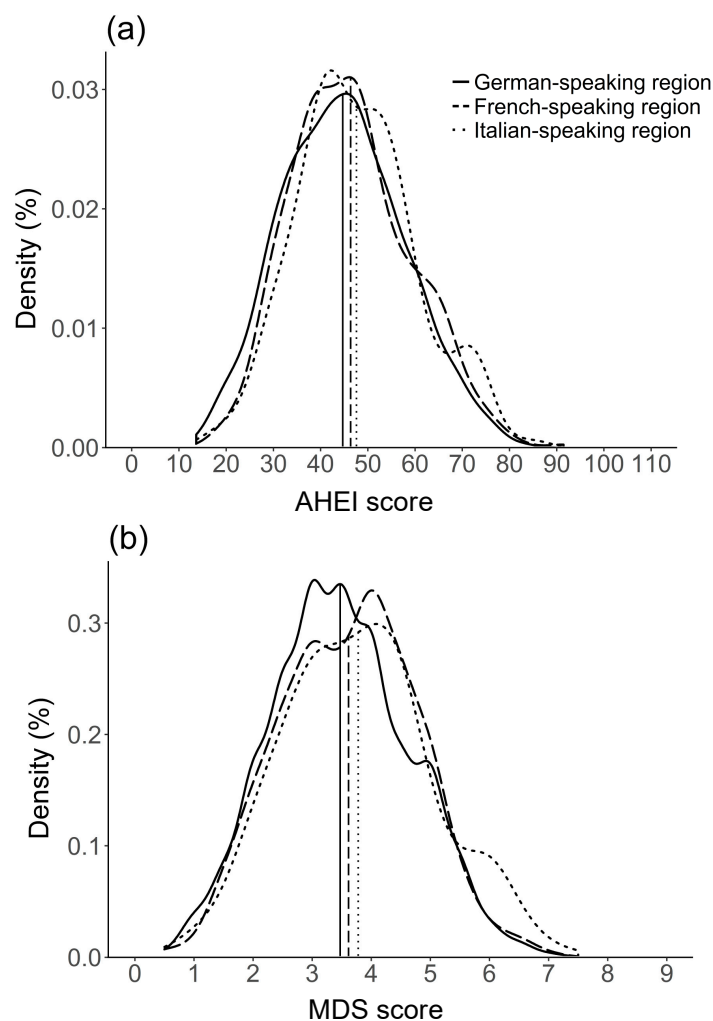 (a)
German-speaking region
French-speaking region
Italian-speaking region
Density (%)
0.03
0.02
0.01
0.00
0 10 20 30 40 50 60 70 80 90 100 110
AHEI score
(b)
Density (%)
0.3
0.2
0.1
0.0
0 1 2 3 4 5 6 7 8 9
MDS score